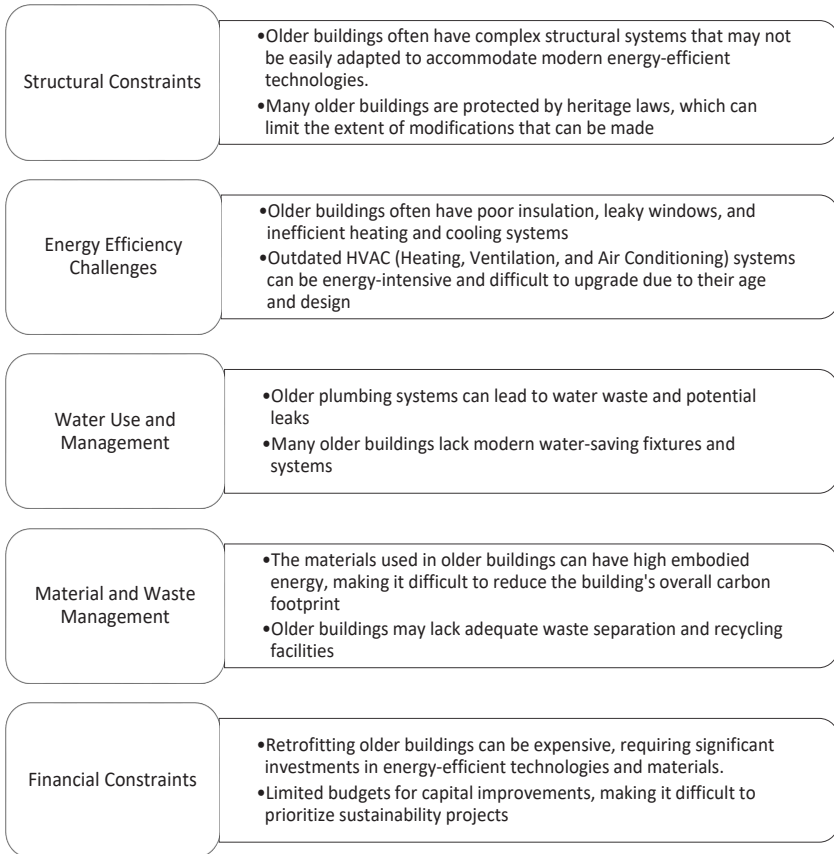 Structural Constraints
•Older buildings often have complex structural systems that may not
be easily adapted to accommodate modern energy-efficient
technologies.
•Many older buildings are protected by heritage laws, which can
limit the extent of modifications that can be made
Energy Efficiency
Challenges
•Older buildings often have poor insulation, leaky windows, and
inefficient heating and cooling systems
•Outdated HVAC (Heating, Ventilation, and Air Conditioning) systems
can be energy-intensive and difficult to upgrade due to their age
and design
Water Use and
Management
•Older plumbing systems can lead to water waste and potential
leaks
•Many older buildings lack modern water-saving fixtures and
systems
Material and Waste
Management
•The materials used in older buildings can have high embodied
energy, making it difficult to reduce the building's overall carbon
footprint
•Older buildings may lack adequate waste separation and recycling
facilities
Financial Constraints
•Retrofitting older buildings can be expensive, requiring significant
investments in energy-efficient technologies and materials.
•Limited budgets for capital improvements, making it difficult to
prioritize sustainability projects